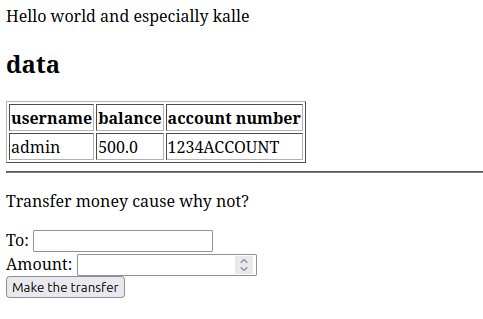 Hello world and especially kalle
data
username balance account number
admin 500.0 1234ACCOUNT
Transfer money cause why not?
To:
Amount:
Make the transfer